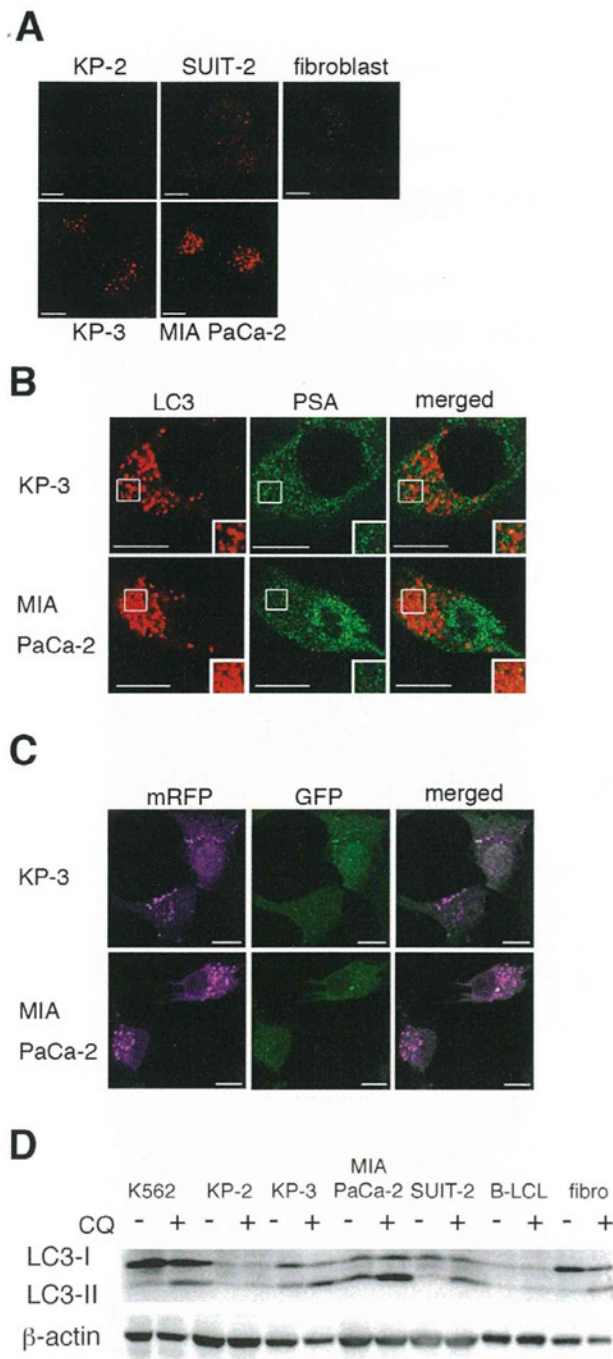 A
KP-2 SUIT-2 fibroblast
KP-3 MIA PaCa-2
B
LC3 PSA merged
KP-3
MIA
PaCa-2
C
mRFP GFP merged
KP-3
MIA
PaCa-2
D
MIA
K562 KP-2 KP-3 PaCa-2 SUIT-2 B-LCL fibro
CQ - + - + - + - + - + - + - +
LC3-I
LC3-II
β-actin